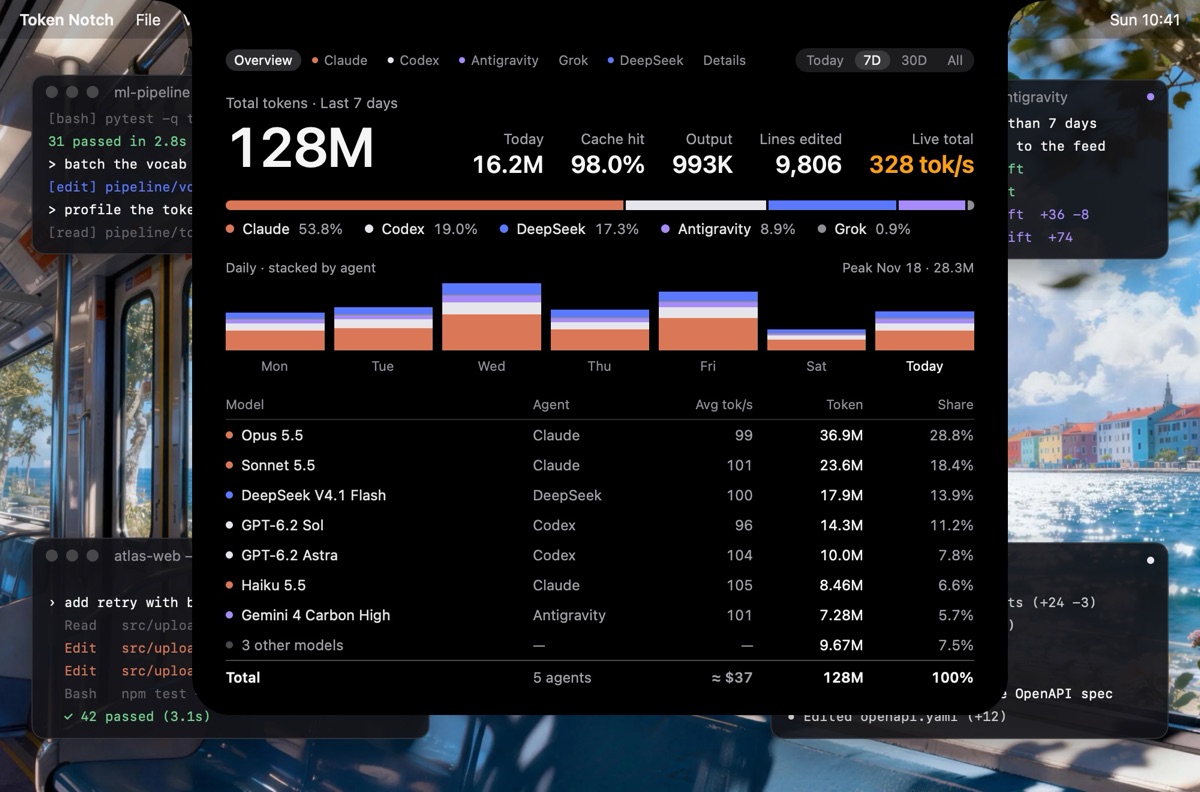 Token Notch File
Sun 10:41
Overview Claude Codex Antigravity Grok DeepSeek Details
Today 7D 30D All
Total tokens · Last 7 days
128M
Today Cache hit Output Lines edited Live total
16.2M 98.0% 993K 9,806 328 tok/s
Claude 53.8% Codex 19.0% DeepSeek 17.3% Antigravity 8.9% Grok 0.9%
Daily · stacked by agent
Peak Nov 18 · 28.3M
Mon Tue Wed Thu Fri Sat Today
Model Agent Avg tok/s Token Share
Opus 5.5 Claude 99 36.9M 28.8%
Sonnet 5.5 Claude 101 23.6M 18.4%
DeepSeek V4.1 Flash DeepSeek 100 17.9M 13.9%
GPT-6.2 Sol Codex 96 14.3M 11.2%
GPT-6.2 Astra Codex 104 10.0M 7.8%
Haiku 5.5 Claude 105 8.46M 6.6%
Gemini 4 Carbon High Antigravity 101 7.28M 5.7%
3 other models — — 9.67M 7.5%
Total 5 agents ≈ $37 128M 100%
ml-pipeline
[bash] pytest -q
31 passed in 2.8s
> batch the vocab
[edit] pipeline/vo
> profile the toke
[read] pipeline/to
ntigravity
than 7 days
to the feed
ft
t
ft +36 −8
ift +74
atlas-web —
› add retry with b
Read src/uploa
Edit src/uploa
Edit src/uploa
Bash npm test
✓ 42 passed (3.1s)
ts (+24 −3)
)
e OpenAPI spec
• Edited openapi.yaml (+12)